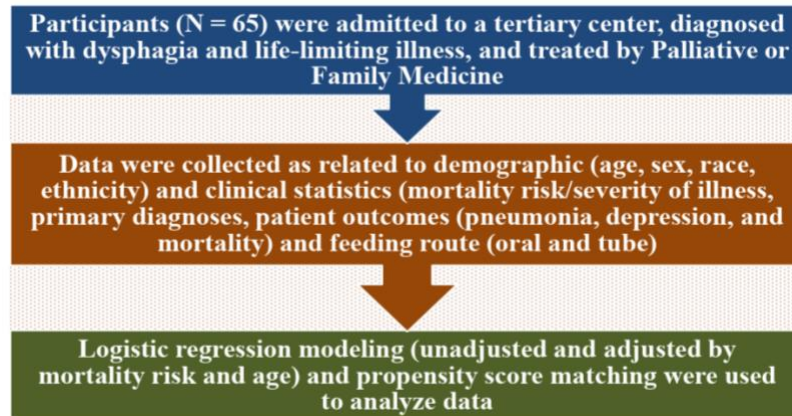 Participants (N = 65) were admitted to a tertiary center, diagnosed
with dysphagia and life-limiting illness, and treated by Palliative or
Family Medicine
Data were collected as related to demographic (age, sex, race,
ethnicity) and clinical statistics (mortality risk/severity of illness,
primary diagnoses, patient outcomes (pneumonia, depression, and
mortality) and feeding route (oral and tube)
Logistic regression modeling (unadjusted and adjusted by
mortality risk and age) and propensity score matching were used
to analyze data